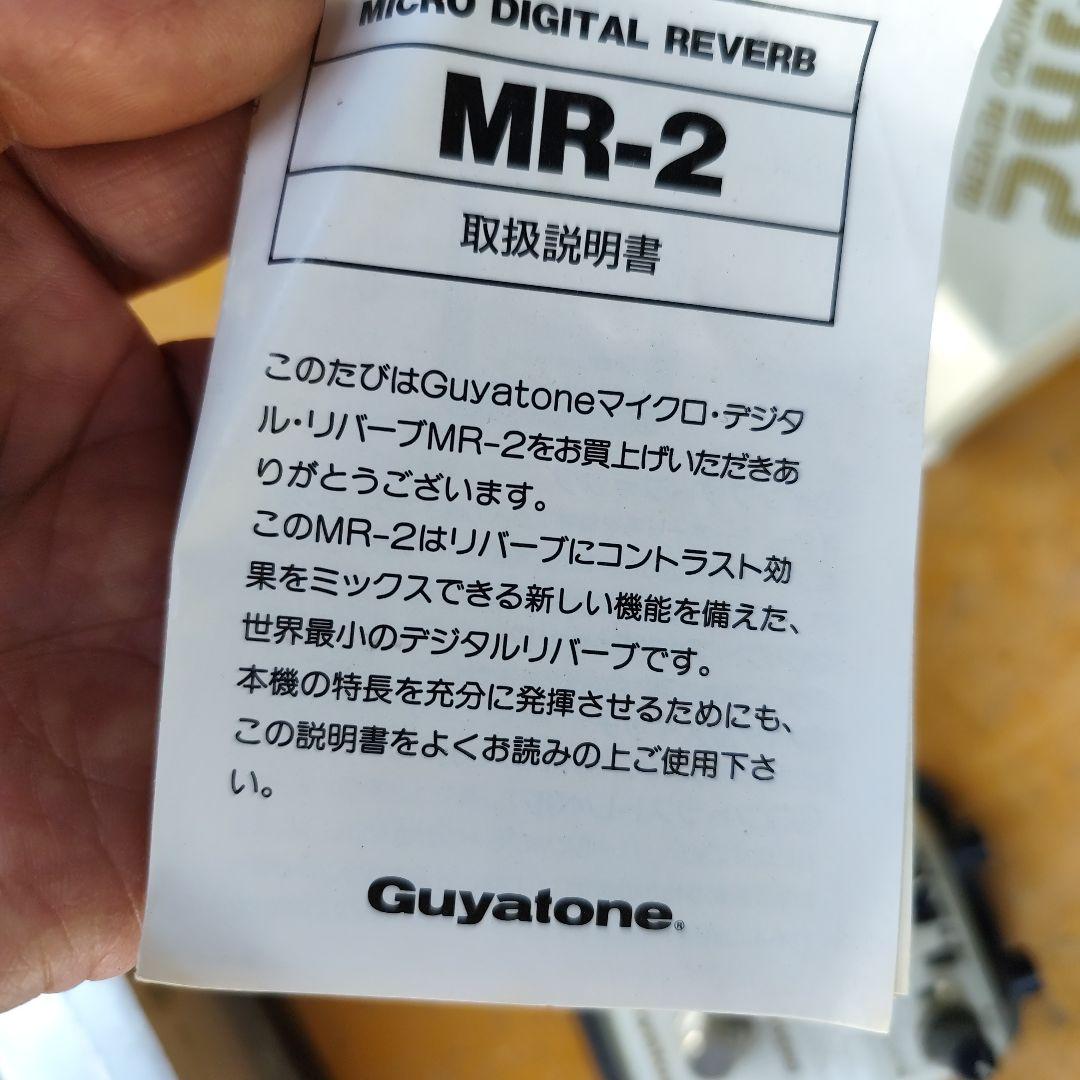 MICRO DIGITAL REVERB
MR-2
取扱説明書
このたびはGuyatoneマイクロ・デジタ
ル・リバーブMR-2をお買上げいただきあ
りがとうございます。
このMR-2はリバーブにコントラスト効
果をミックスできる新しい機能を備えた、
世界最小のデジタルリバーブです。
本機の特長を充分に発揮させるためにも、
この説明書をよくお読みの上ご使用下さ
い。
Guyatone®
MICRO REVERB